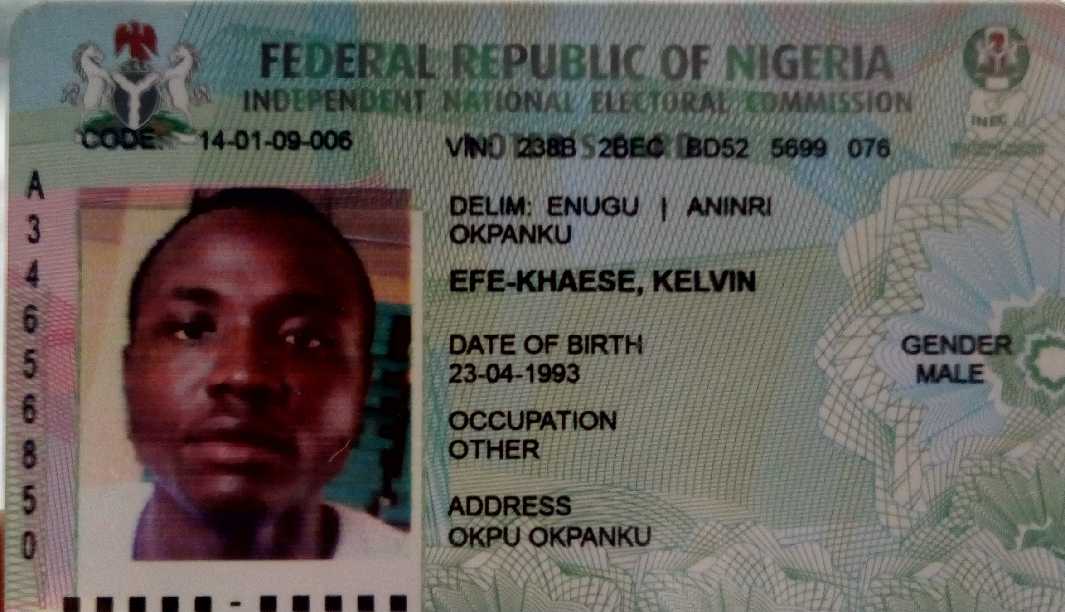 FEDERAL REPUBLIC OF NIGERIA
INDEPENDENT NATIONAL ELECTORAL COMMISSION
INEC
CODE: 14-01-09-006
VIN: 238B 2BEC BD52 5699 076
A
3
4
6
5
6
8
5
0
DELIM: ENUGU | ANINRI
OKPANKU
EFE-KHAESE, KELVIN
DATE OF BIRTH
23-04-1993
GENDER
MALE
OCCUPATION
OTHER
ADDRESS
OKPU OKPANKU